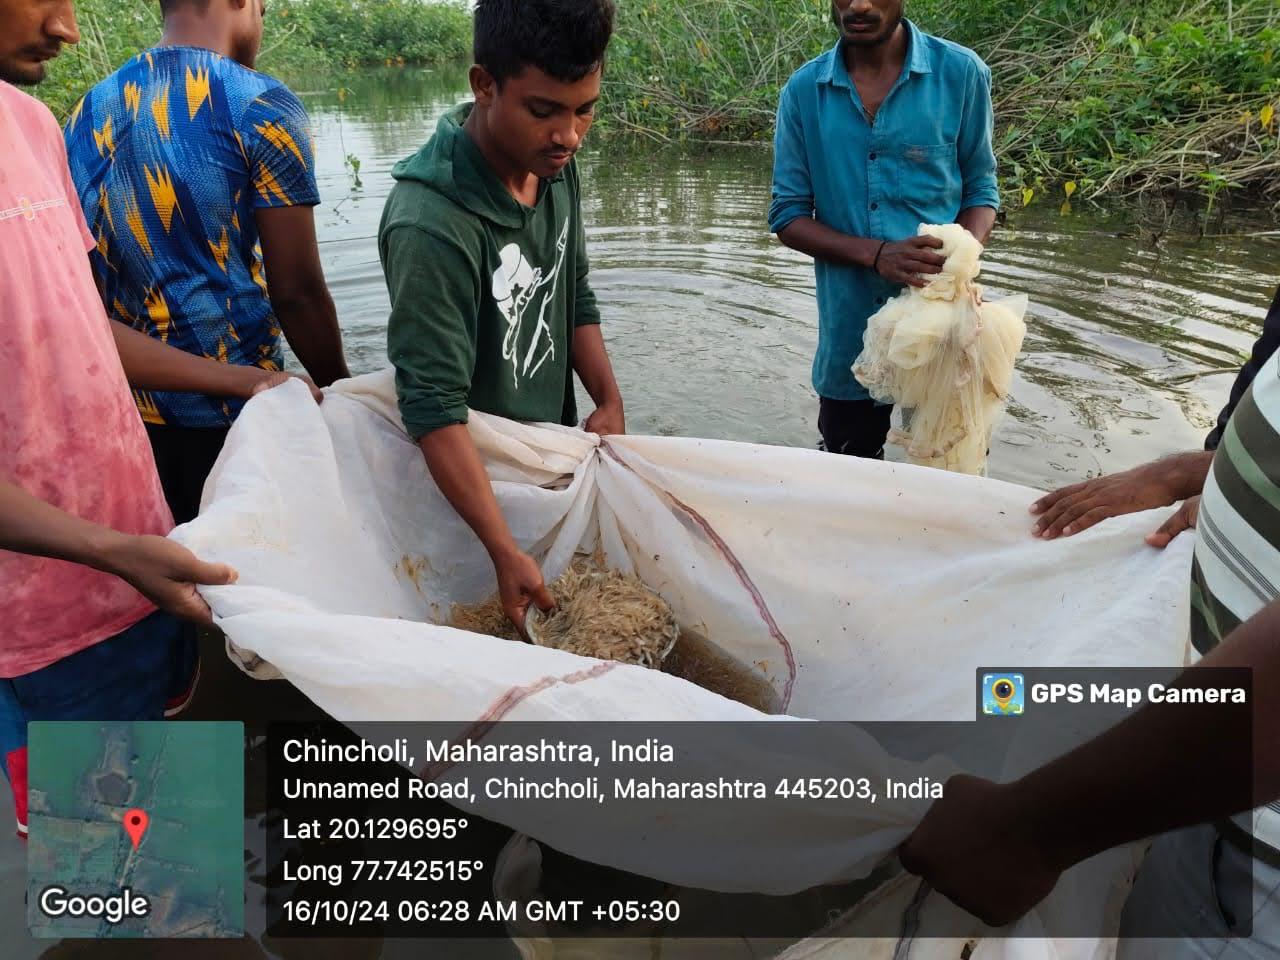 GPS Map Camera
Chincholi, Maharashtra, India
Unnamed Road, Chincholi, Maharashtra 445203, India
Lat 20.129695°
Long 77.742515°
16/10/24 06:28 AM GMT +05:30
Google